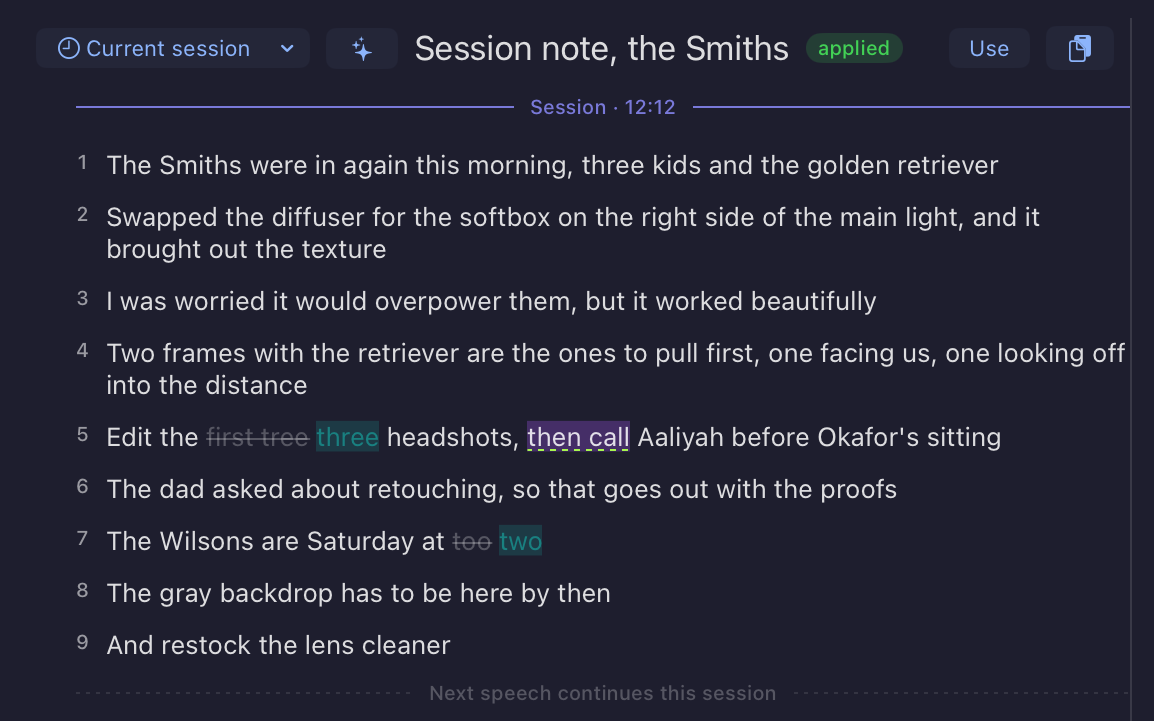 Current session
Session note, the Smiths
applied
Use
Session · 12:12
1 The Smiths were in again this morning, three kids and the golden retriever
2 Swapped the diffuser for the softbox on the right side of the main light, and it
brought out the texture
3 I was worried it would overpower them, but it worked beautifully
4 Two frames with the retriever are the ones to pull first, one facing us, one looking off
into the distance
5 Edit the first tree three headshots, then call Aaliyah before Okafor's sitting
6 The dad asked about retouching, so that goes out with the proofs
7 The Wilsons are Saturday at too two
8 The gray backdrop has to be here by then
9 And restock the lens cleaner
Next speech continues this session